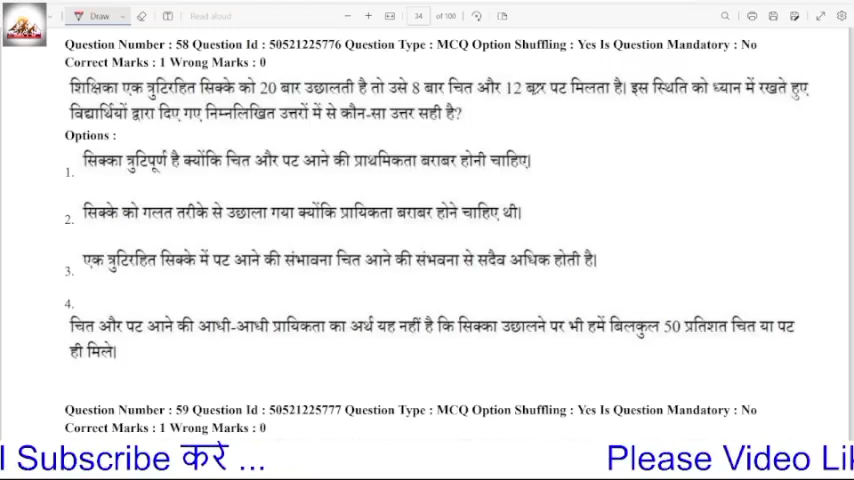 Draw
Read aloud
34 of 100
Question Number : 58 Question Id : 50521225776 Question Type : MCQ Option Shuffling : Yes Is Question Mandatory : No
Correct Marks : 1 Wrong Marks : 0
शिक्षिका एक त्रुटिरहित सिक्के को 20 बार उछालती है तो उसे 8 बार चित और 12 बार पट मिलता है। इस स्थिति को ध्यान में रखते हुए
विद्यार्थियों द्वारा दिए गए निम्नलिखित उत्तरों में से कौन-सा उत्तर सही है?
Options :
1. सिक्का त्रुटिपूर्ण है क्योंकि चित और पट आने की प्राथमिकता बराबर होनी चाहिए।
2. सिक्के को गलत तरीके से उछाला गया क्योंकि प्रायिकता बराबर होने चाहिए थी।
3. एक त्रुटिरहित सिक्के में पट आने की संभावना चित आने की संभवना से सदैव अधिक होती है।
4.
चित और पट आने की आधी-आधी प्रायिकता का अर्थ यह नहीं है कि सिक्का उछालने पर भी हमें बिलकुल 50 प्रतिशत चित या पट
ही मिले।
Question Number : 59 Question Id : 50521225777 Question Type : MCQ Option Shuffling : Yes Is Question Mandatory : No
Correct Marks : 1 Wrong Marks : 0
l Subscribe करे ... Please Video Lik